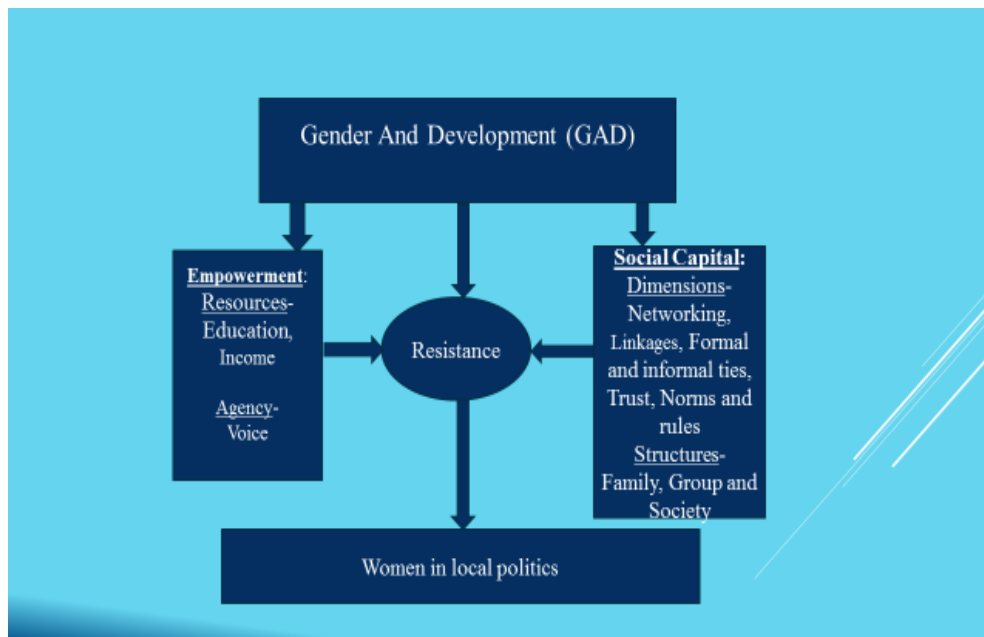 Gender And Development (GAD)
Empowerment:
Resources-
Education,
Income
Agency-
Voice
Resistance
Social Capital:
Dimensions-
Networking,
Linkages, Formal
and informal ties,
Trust, Norms and
rules
Structures-
Family, Group and
Society
Women in local politics